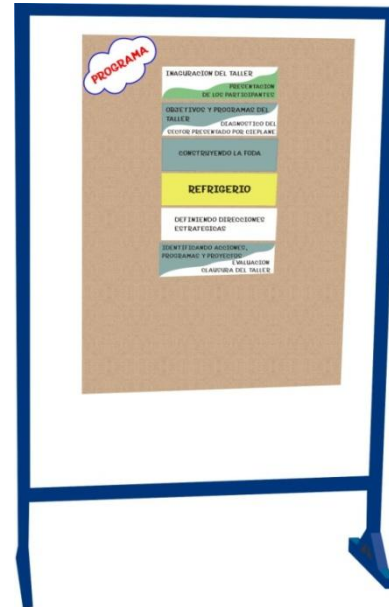 PROGRAMA
INAGURACION DEL TALLER
PRESENTACION
DE LOS PARTICIPANTES
OBJETIVOS Y PROGRAMAS DEL
TALLER
DIAGNOSTICO DEL
SECTOR PRESENTADO POR CIEPLANE
CONSTRUYENDO LA FODA
REFRIGERIO
DEFINIENDO DIRECCIONES
ESTRATEGICAS
IDENTIFICANDO ACCIONES,
PROGRAMAS Y PROYECTOS
EVALUACION
CLAUSURA DEL TALLER